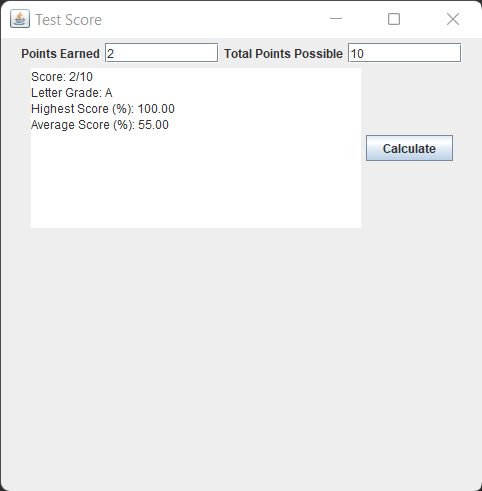 Test Score
Points Earned 2 Total Points Possible 10
Score: 2/10
Letter Grade: A
Highest Score (%): 100.00
Average Score (%): 55.00
Calculate